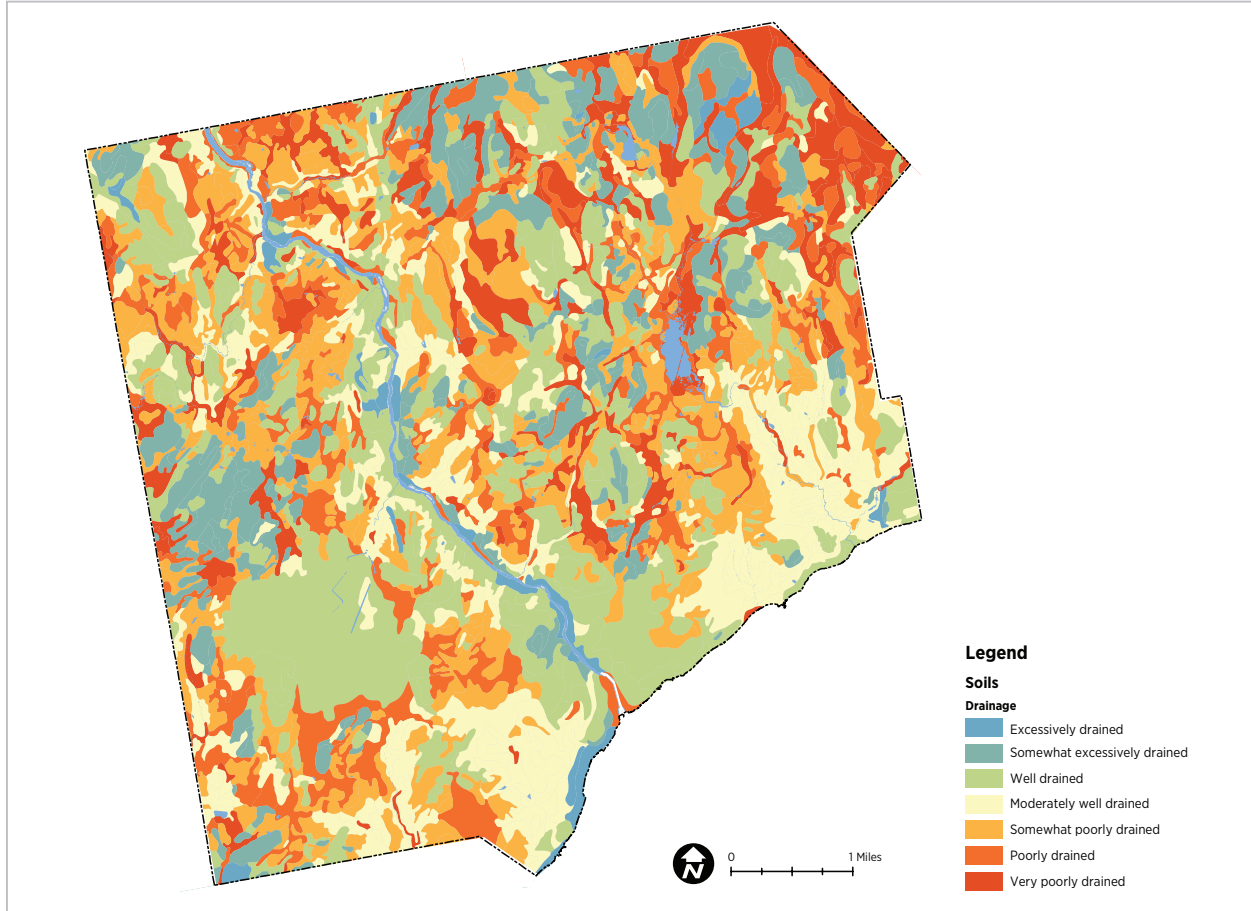 Legend
Soils
Drainage
Excessively drained
Somewhat excessively drained
Well drained
Moderately well drained
Somewhat poorly drained
Poorly drained
Very poorly drained
N
0 1 Miles